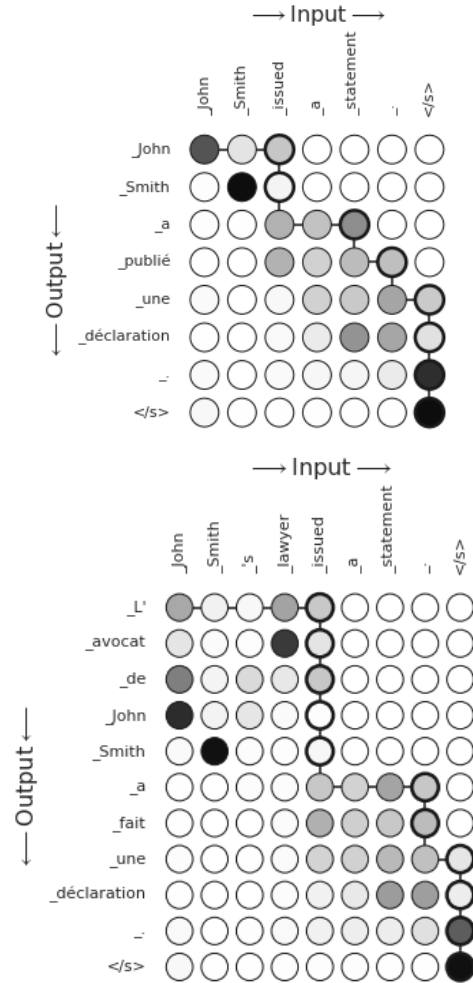 → Input →
_John _Smith _issued _a _statement _. </s>
← Output ←
_John
_Smith
_a
_publié
_une
_déclaration
_.
</s>
→ Input →
_John _Smith _'s _lawyer _issued _a _statement _. </s>
← Output ←
_L'
_avocat
_de
_John
_Smith
_a
_fait
_une
_déclaration
_.
</s>